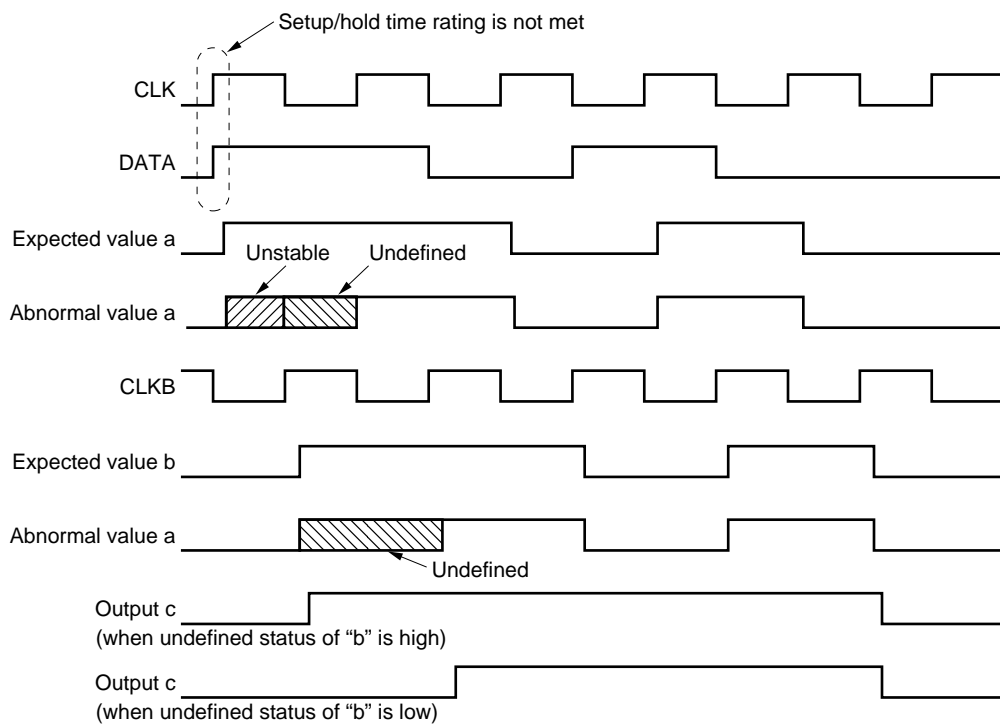 Setup/hold time rating is not met
CLK
DATA
Expected value a
Unstable
Undefined
Abnormal value a
CLKB
Expected value b
Abnormal value a
Undefined
Output c
(when undefined status of “b” is high)
Output c
(when undefined status of “b” is low)